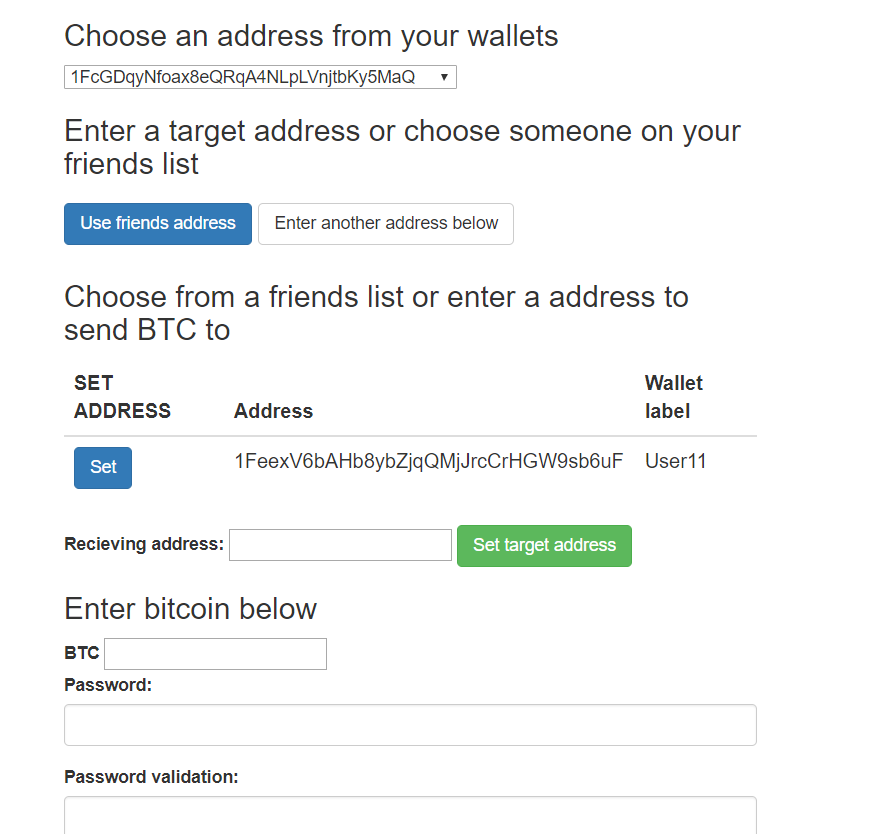 Choose an address from your wallets
1FcGDqyNfoax8eQRqA4NLpLVnjtbKy5MaQ
Enter a target address or choose someone on your
friends list
Use friends address Enter another address below
Choose from a friends list or enter a address to
send BTC to
SET ADDRESS Address Wallet label
Set 1FeexV6bAHb8ybZjqQMjJrcCrHGW9sb6uF User11
Recieving address: Set target address
Enter bitcoin below
BTC
Password:
Password validation: